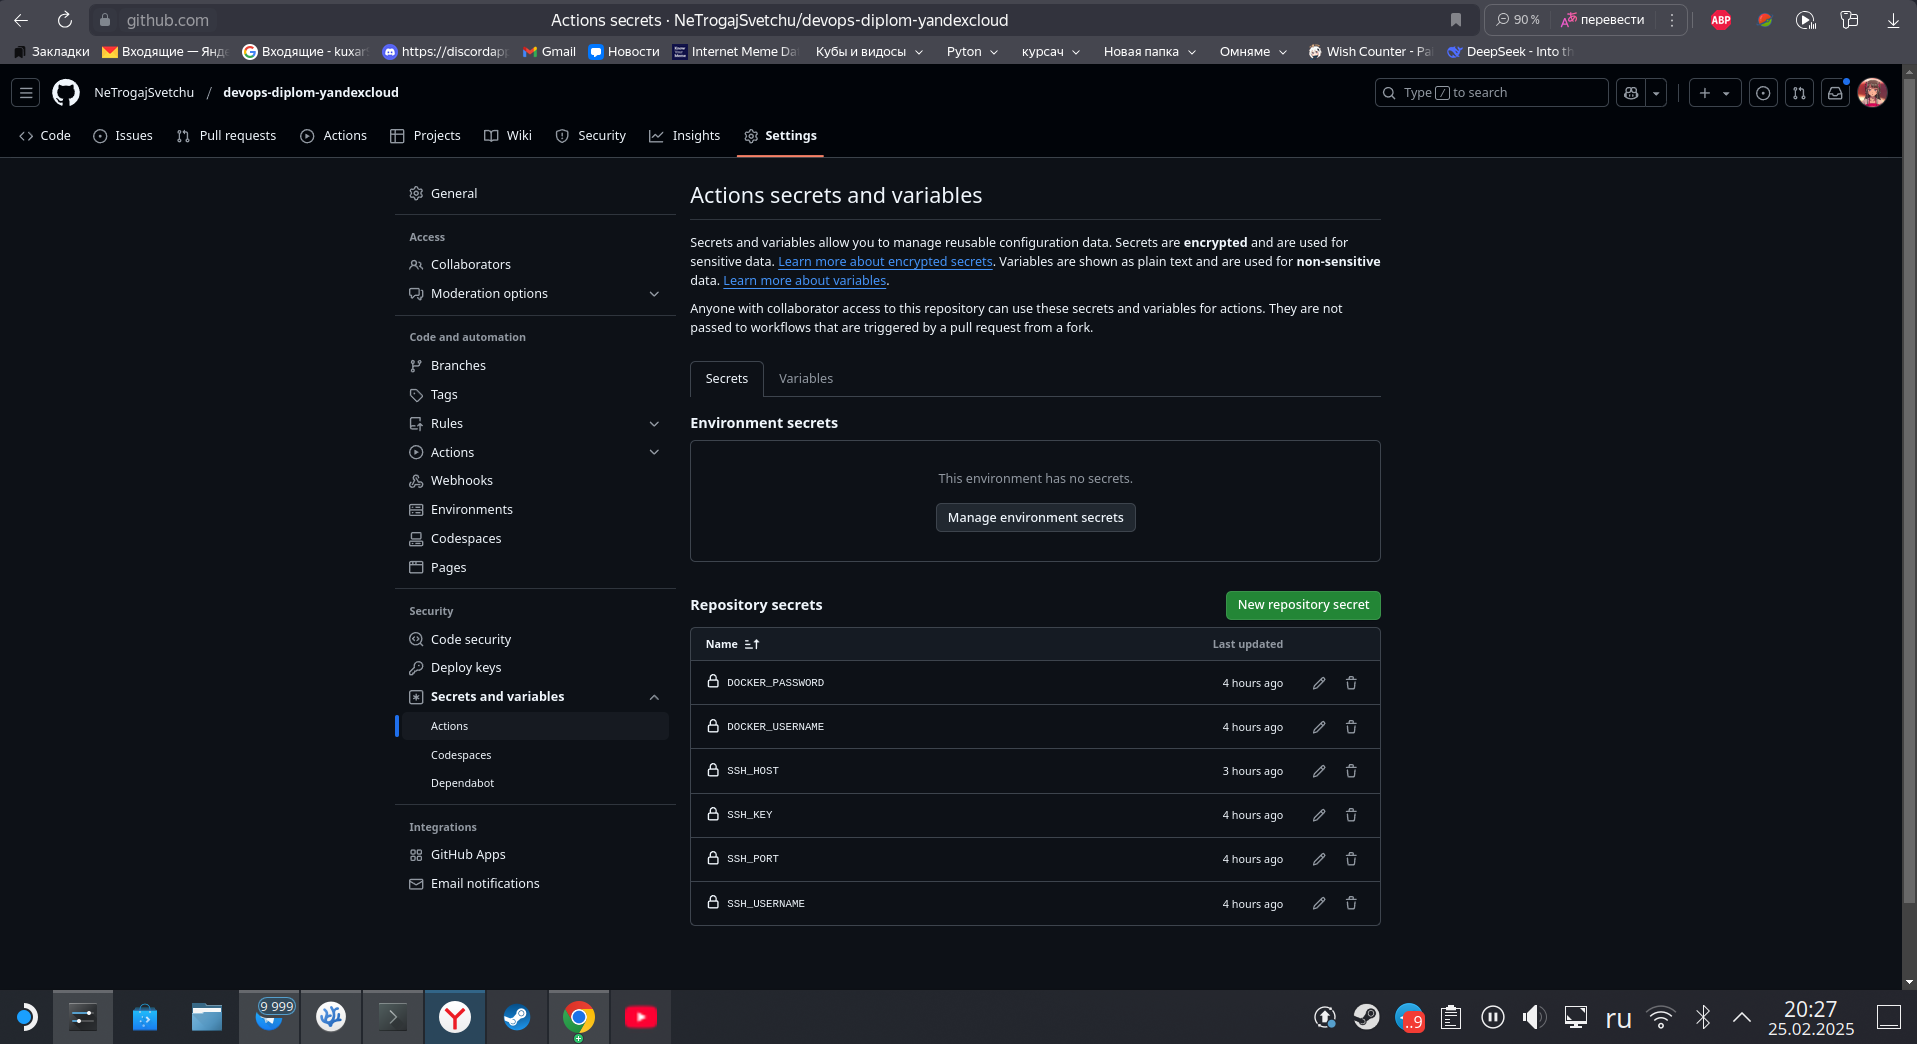 github.com
Actions secrets · NeTrogajSvetchu/devops-diplom-yandexcloud
90 %
перевести
ABP
Закладки
Входящие — Янд
Входящие - kuxar
https://discordap
Gmail
Новости
Internet Meme Da
Кубы и видосы
Pyton
курсач
Новая папка
Омняме
Wish Counter - Pa
DeepSeek - Into th
NeTrogajSvetchu / devops-diplom-yandexcloud
Type / to search
Code
Issues
Pull requests
Actions
Projects
Wiki
Security
Insights
Settings
General
Access
Collaborators
Moderation options
Code and automation
Branches
Tags
Rules
Actions
Webhooks
Environments
Codespaces
Pages
Security
Code security
Deploy keys
Secrets and variables
Actions
Codespaces
Dependabot
Integrations
GitHub Apps
Email notifications
Actions secrets and variables
Secrets and variables allow you to manage reusable configuration data. Secrets are encrypted and are used for
sensitive data. Learn more about encrypted secrets. Variables are shown as plain text and are used for non-sensitive
data. Learn more about variables.
Anyone with collaborator access to this repository can use these secrets and variables for actions. They are not
passed to workflows that are triggered by a pull request from a fork.
Secrets
Variables
Environment secrets
This environment has no secrets.
Manage environment secrets
Repository secrets
New repository secret
Name
Last updated
DOCKER_PASSWORD
4 hours ago
DOCKER_USERNAME
4 hours ago
SSH_HOST
3 hours ago
SSH_KEY
4 hours ago
SSH_PORT
4 hours ago
SSH_USERNAME
4 hours ago
9 999
..9
ru
20:27
25.02.2025